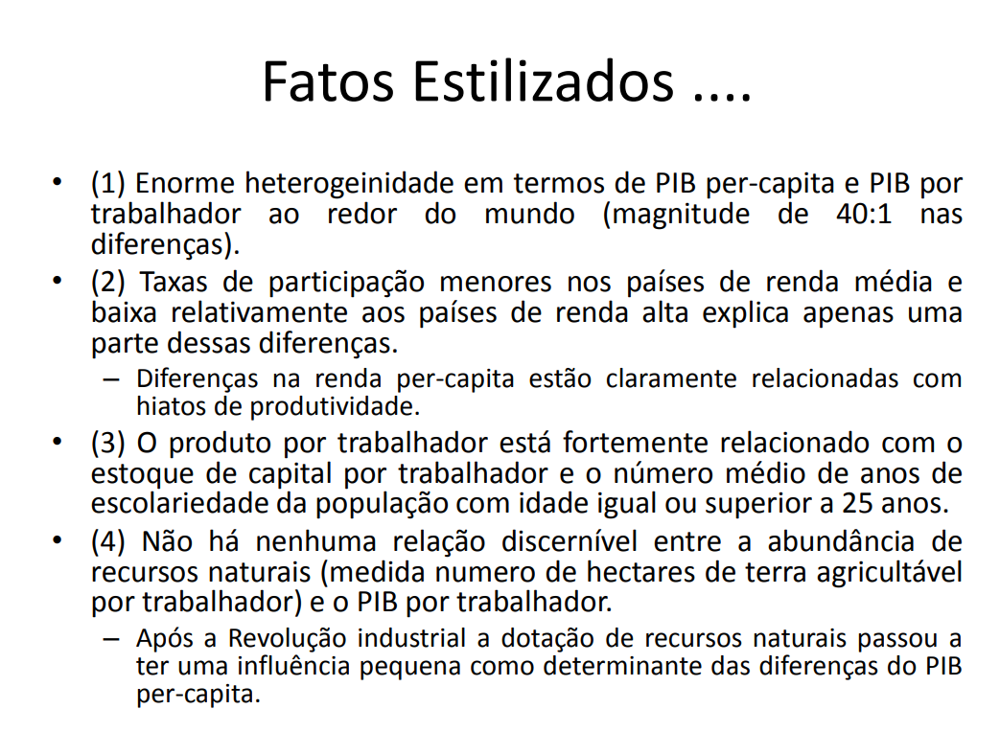 Fatos Estilizados ....
• (1) Enorme heterogeinidade em termos de PIB per-capita e PIB por
trabalhador ao redor do mundo (magnitude de 40:1 nas
diferenças).
• (2) Taxas de participação menores nos países de renda média e
baixa relativamente aos países de renda alta explica apenas uma
parte dessas diferenças.
– Diferenças na renda per-capita estão claramente relacionadas com
hiatos de produtividade.
• (3) O produto por trabalhador está fortemente relacionado com o
estoque de capital por trabalhador e o número médio de anos de
escolariedade da população com idade igual ou superior a 25 anos.
• (4) Não há nenhuma relação discernível entre a abundância de
recursos naturais (medida numero de hectares de terra agricultável
por trabalhador) e o PIB por trabalhador.
– Após a Revolução industrial a dotação de recursos naturais passou a
ter uma influência pequena como determinante das diferenças do PIB
per-capita.